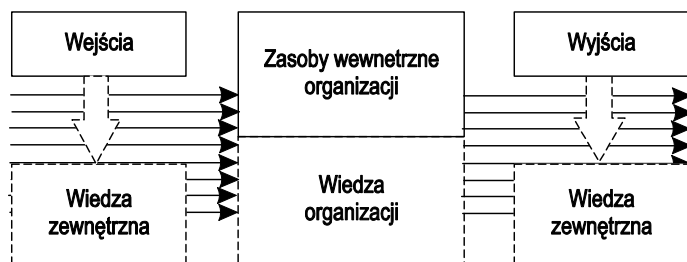 Wejścia
Zasoby wewnetrzne
organizacji
Wyjścia
Wiedza
zewnętrzna
Wiedza
organizacji
Wiedza
zewnętrzna